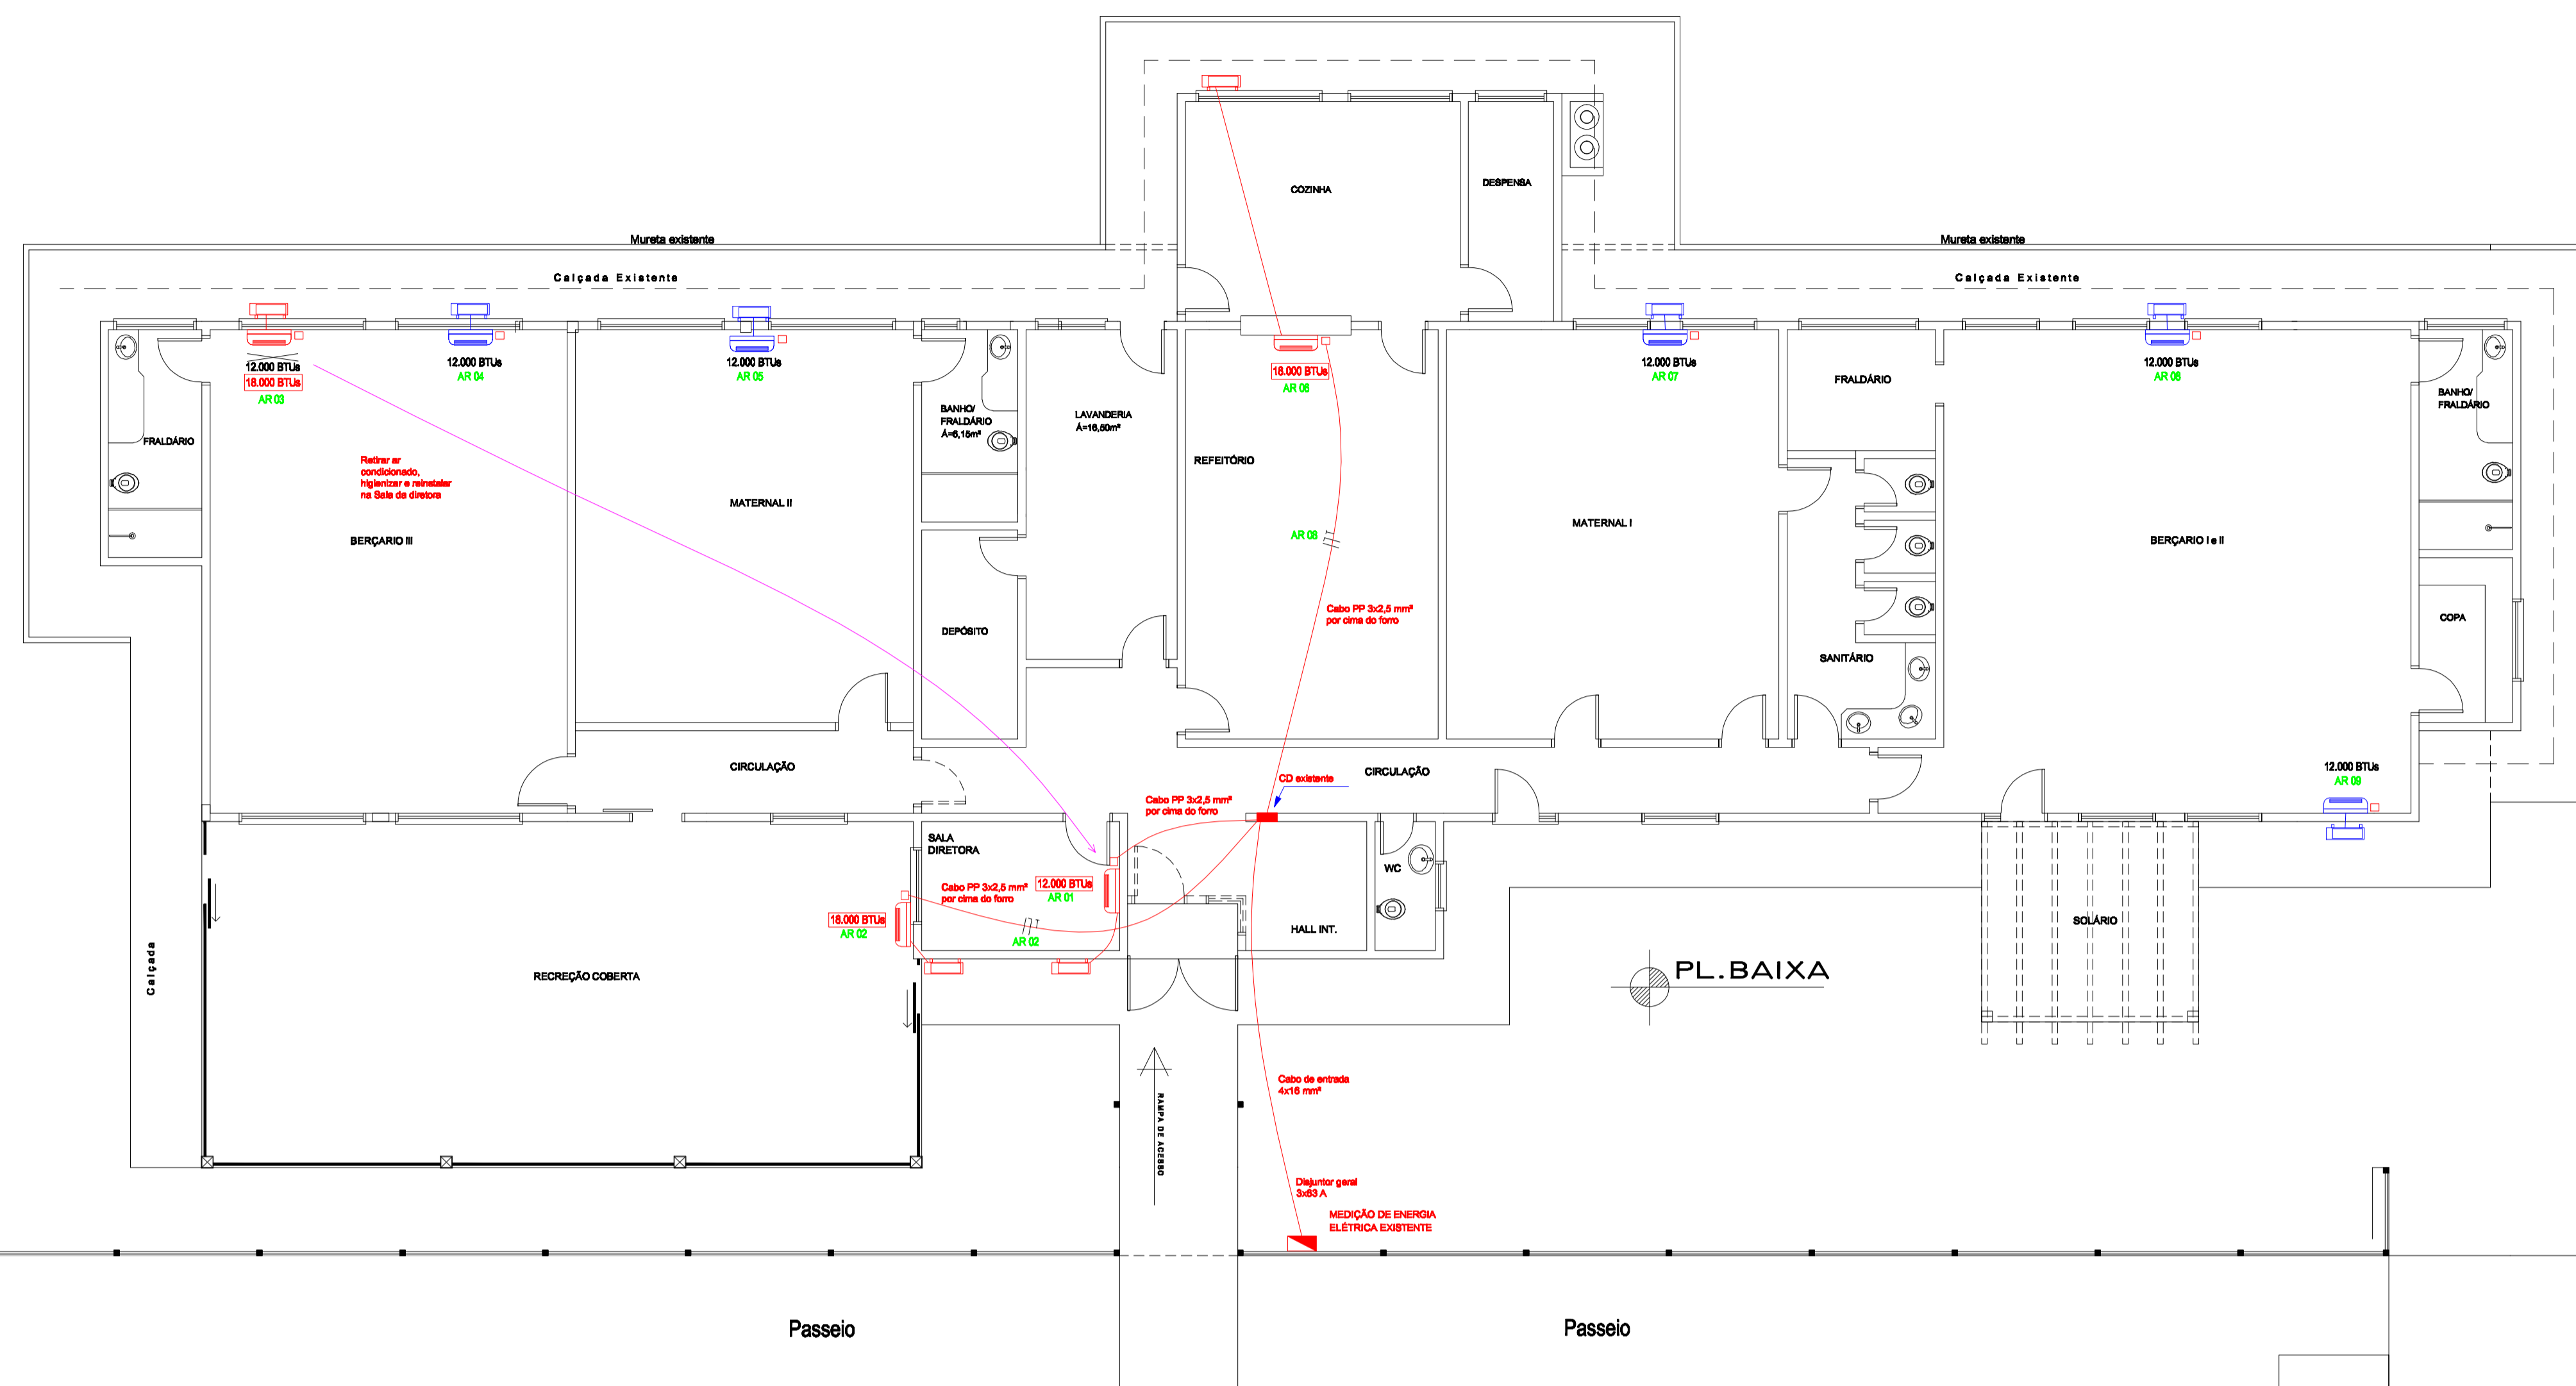 COZINHA
DESPENSA
Mureta existente
Mureta existente
Calçada Existente
Calçada Existente
12.000 BTUs
18.000 BTUs
AR 03
12.000 BTUs
AR 04
12.000 BTUs
AR 05
18.000 BTUs
AR 06
12.000 BTUs
AR 07
12.000 BTUs
AR 08
FRALDÁRIO
FRALDÁRIO
BANHO/
FRALDÁRIO
Á=6,15m²
LAVANDERIA
Á=16,50m²
BANHO/
FRALDÁRIO
Retirar ar
condicionado,
higienizar e reinstalar
na Sala da diretora
REFEITÓRIO
MATERNAL II
MATERNAL I
BERÇARIO III
AR 06
BERÇARIO I e II
Cabo PP 3x2,5 mm²
por cima do forro
DEPÓSITO
COPA
SANITÁRIO
CIRCULAÇÃO
CIRCULAÇÃO
CD existente
12.000 BTUs
AR 09
Cabo PP 3x2,5 mm²
por cima do forro
SALA
DIRETORA
WC
Cabo PP 3x2,5 mm²
por cima do forro
12.000 BTUs
AR 01
18.000 BTUs
AR 02
AR 02
HALL INT.
SOLÁRIO
Calçada
RECREÇÃO COBERTA
PL.BAIXA
Cabo de entrada
4x16 mm²
RAMPA DE ACESSO
Disjuntor geral
3x63 A
MEDIÇÃO DE ENERGIA
ELÉTRICA EXISTENTE
Passeio
Passeio